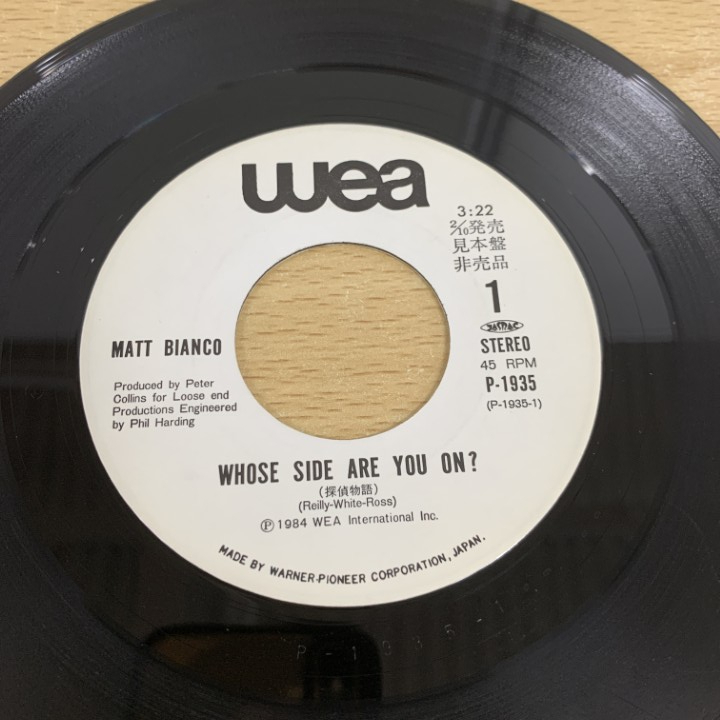 wea
3:22
2/10発売
見本盤
非売品
1
JASRAC
MATT BIANCO
STEREO
45 RPM
P-1935
(P-1935-1)
Produced by Peter
Collins for Loose end
Productions Engineered
by Phil Harding
WHOSE SIDE ARE YOU ON?
(探偵物語)
(Reilly-White-Ross)
Ⓟ1984 WEA International Inc.
MADE BY WARNER-PIONEER CORPORATION, JAPAN.